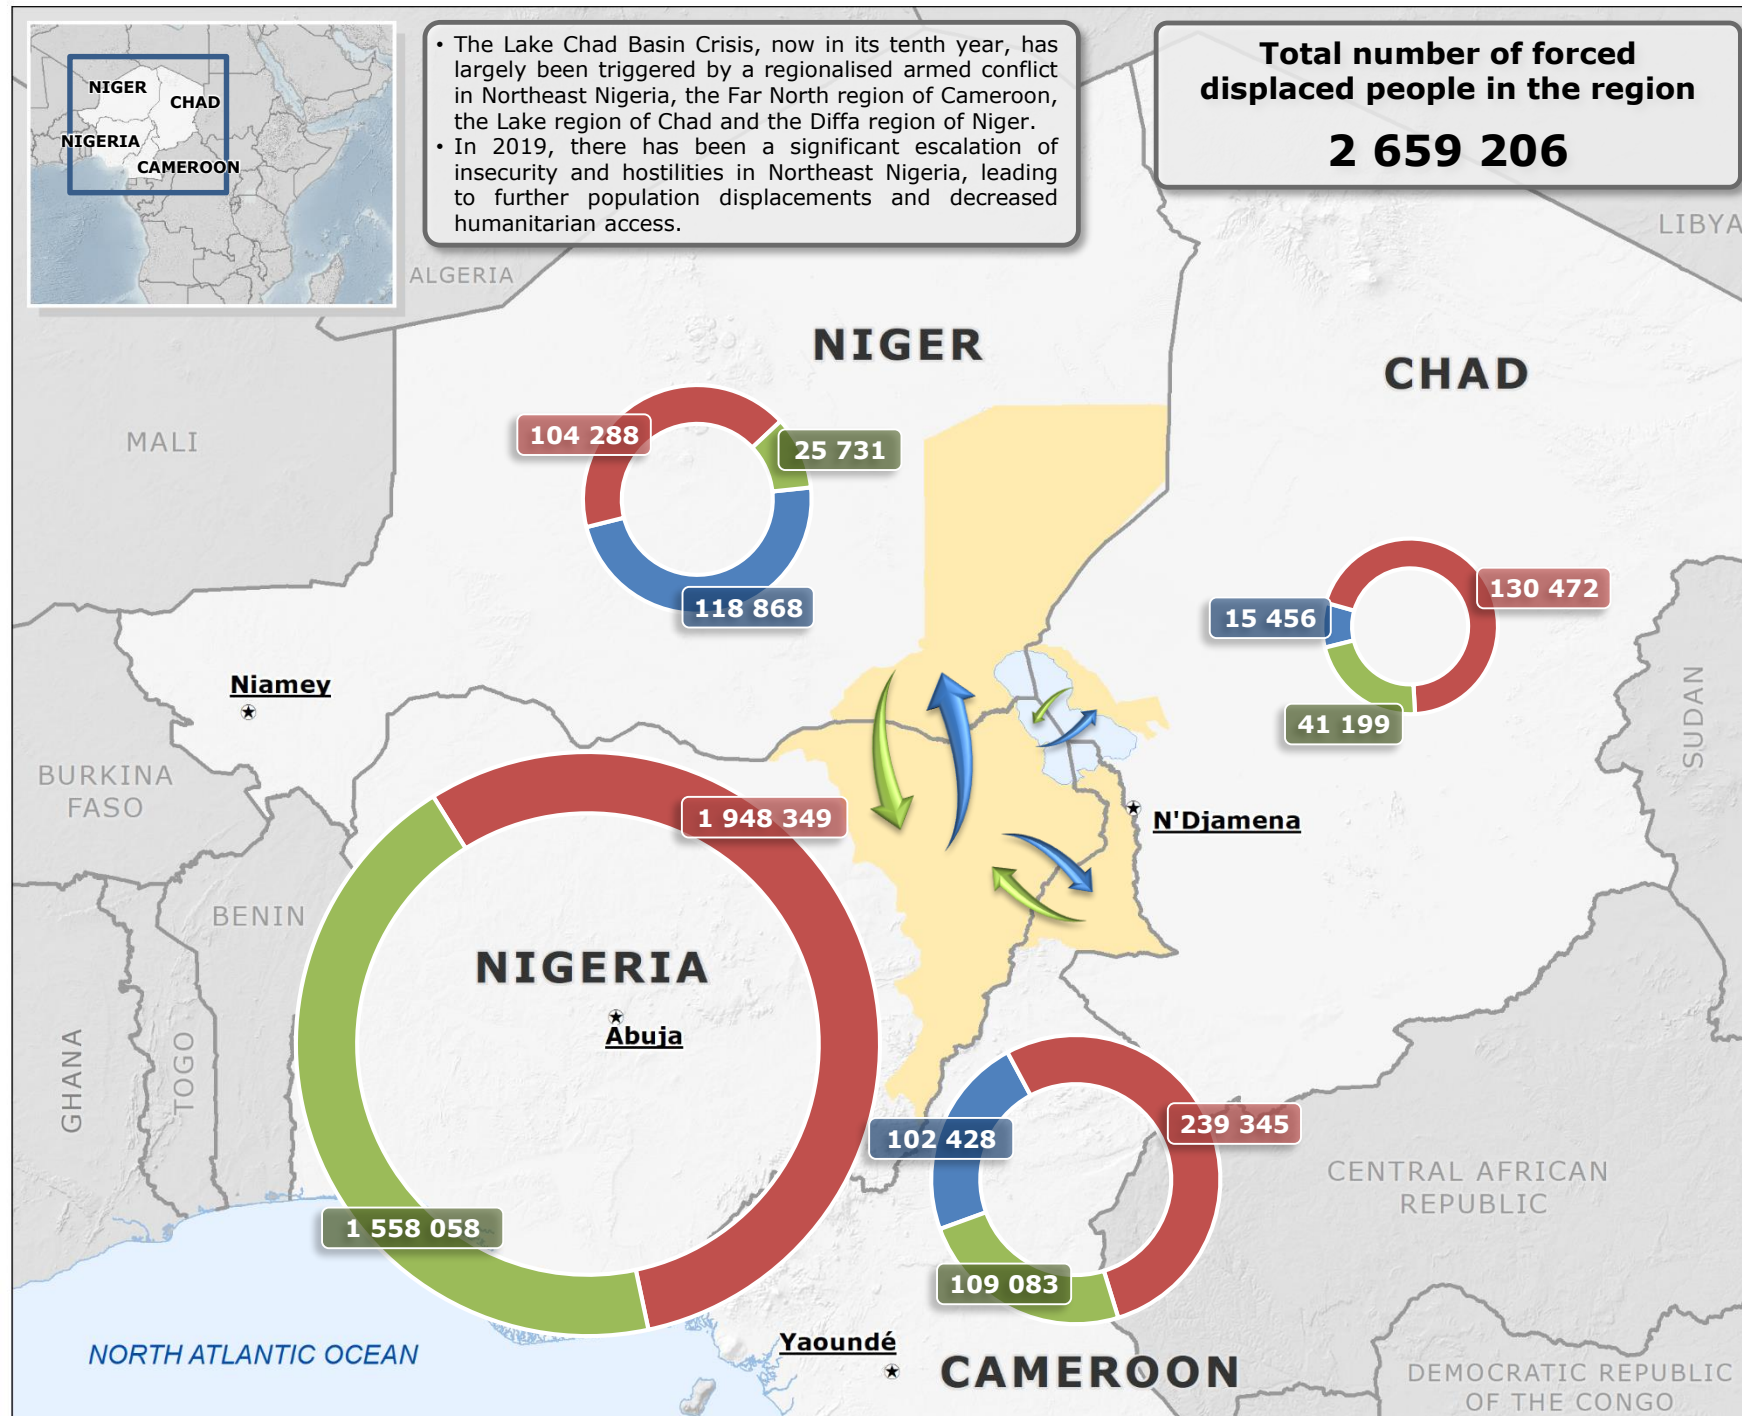 NIGER
CHAD
NIGERIA
CAMEROON
• The Lake Chad Basin Crisis, now in its tenth year, has
largely been triggered by a regionalised armed conflict
in Northeast Nigeria, the Far North region of Cameroon,
the Lake region of Chad and the Diffa region of Niger.
• In 2019, there has been a significant escalation of
insecurity and hostilities in Northeast Nigeria, leading
to further population displacements and decreased
humanitarian access.
Total number of forced
displaced people in the region
2 659 206
LIBYA
ALGERIA
NIGER
CHAD
MALI
104 288
25 731
118 868
130 472
15 456
41 199
Niamey
SUDAN
BURKINA
FASO
1 948 349
N'Djamena
BENIN
NIGERIA
Abuja
GHANA
TOGO
102 428
239 345
CENTRAL AFRICAN
REPUBLIC
1 558 058
109 083
NORTH ATLANTIC OCEAN
Yaoundé
CAMEROON
DEMOCRATIC REPUBLIC
OF THE CONGO